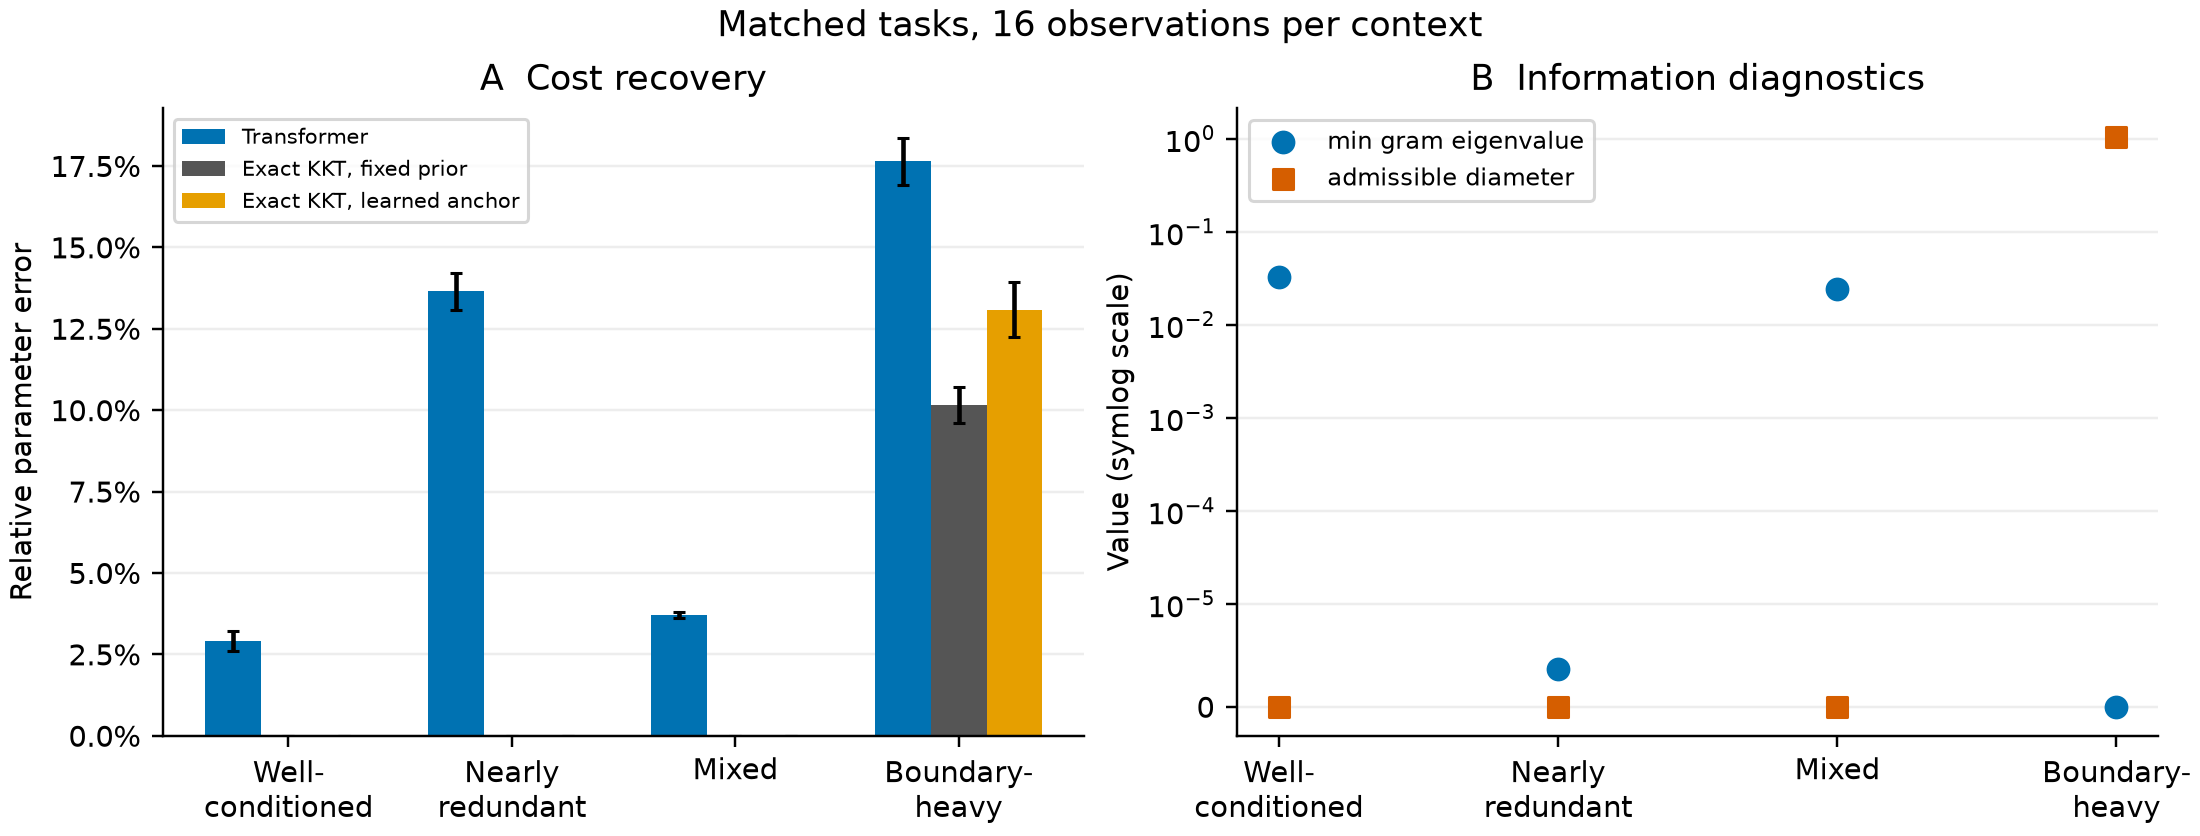 Matched tasks, 16 observations per context
A Cost recovery
Transformer
Exact KKT, fixed prior
Exact KKT, learned anchor
Relative parameter error
17.5%
15.0%
12.5%
10.0%
7.5%
5.0%
2.5%
0.0%
Well-
conditioned
Nearly
redundant
Mixed
Boundary-
heavy
B Information diagnostics
min gram eigenvalue
admissible diameter
Value (symlog scale)
10⁰
10⁻¹
10⁻²
10⁻³
10⁻⁴
10⁻⁵
0
Well-
conditioned
Nearly
redundant
Mixed
Boundary-
heavy